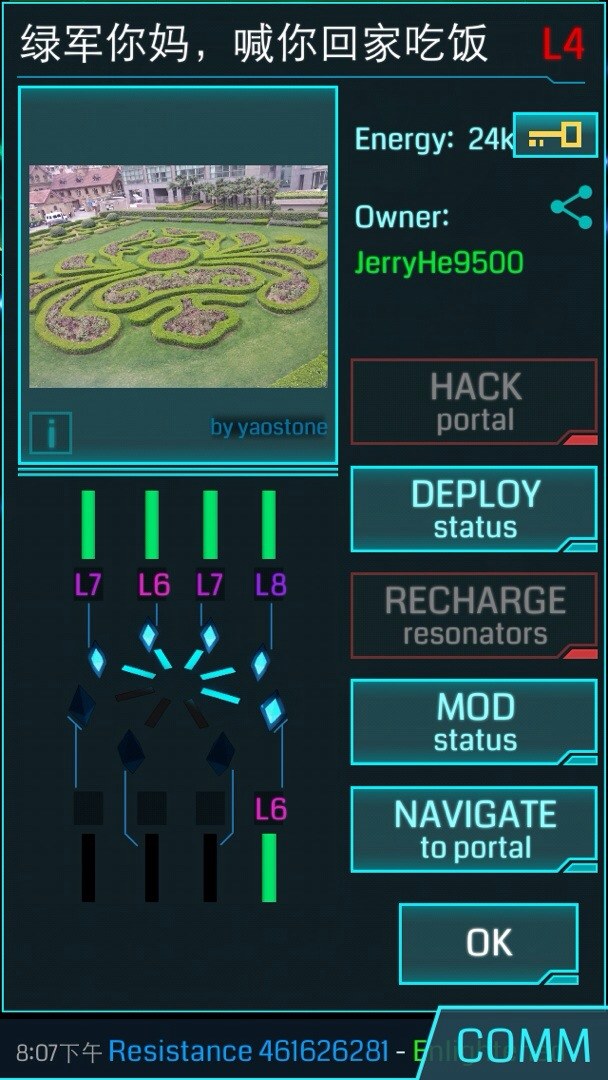 绿军你妈，喊你回家吃饭 L4
Energy: 24k
Owner:
JerryHe9500
by yaostone
i
HACK
portal
DEPLOY
status
RECHARGE
resonators
MOD
status
NAVIGATE
to portal
OK
L7 L6 L7 L8
L6
8:07下午 Resistance 461626281 -
COMM